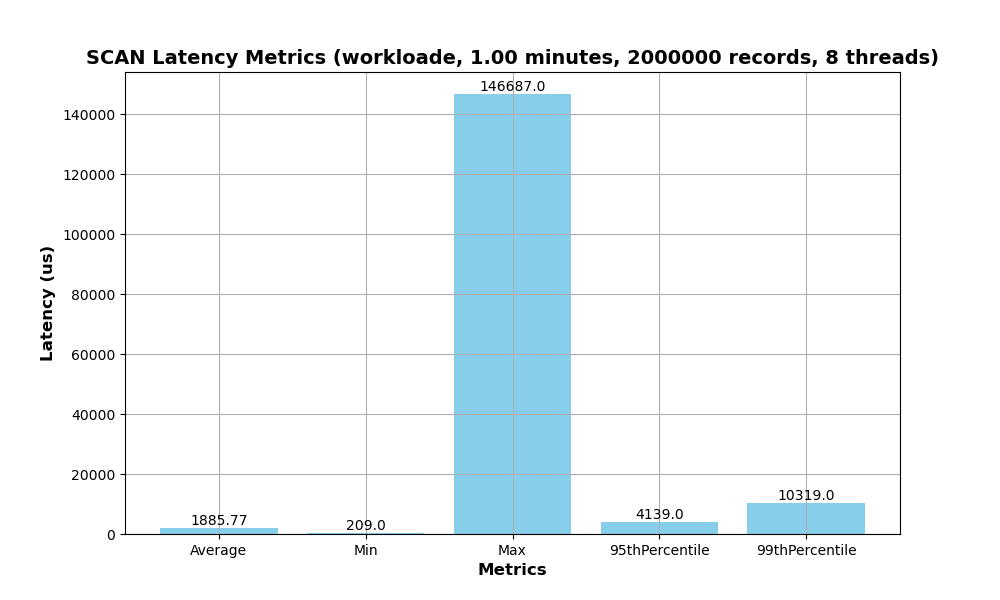 SCAN Latency Metrics (workloade, 1.00 minutes, 2000000 records, 8 threads)
146687.0
140000
120000
100000
80000
60000
40000
20000
0
Latency (us)
1885.77
209.0
4139.0
10319.0
Average
Min
Max
95thPercentile
99thPercentile
Metrics